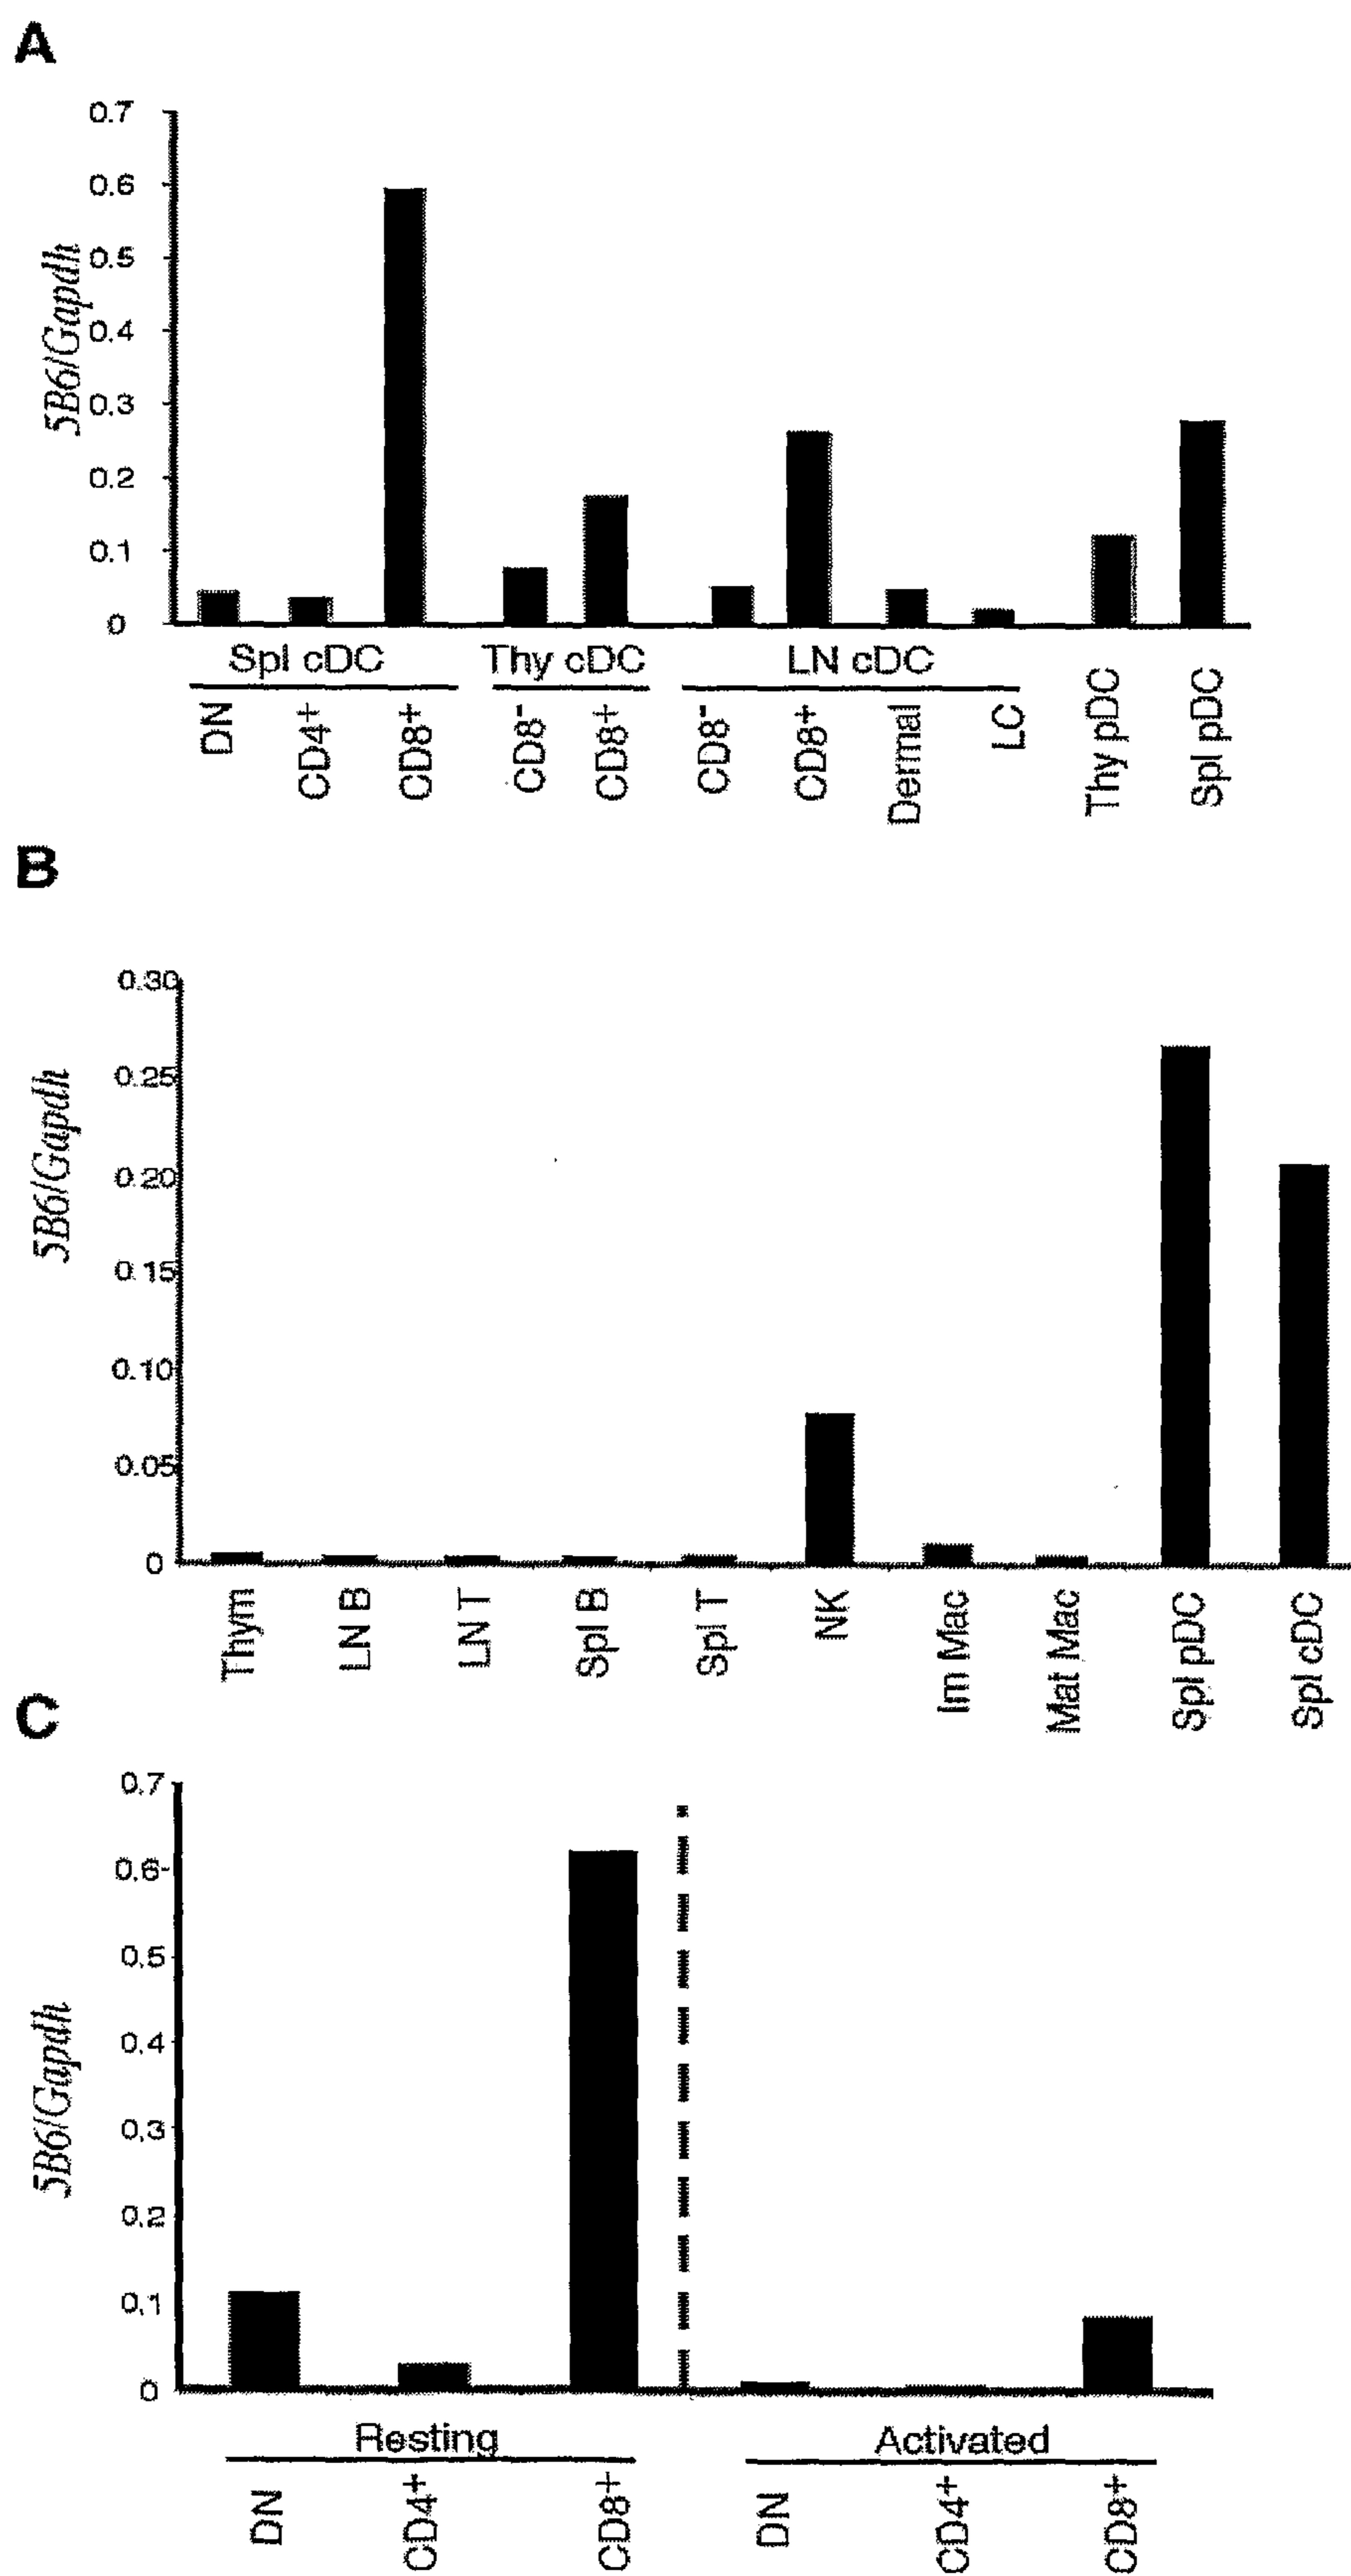 A
0.7
0.6
0.5
0.4
0.3
0.2
0.1
0
5B6/Gapdh
Spl cDC
Thy cDC
LN cDC
DN
CD4+
CD8+
CD8-
CD8+
CD8-
CD8+
Dermal
LC
Thy pDC
Spl pDC
B
0.30
0.25
0.20
0.15
0.10
0.05
0
5B6/Gapdh
Thym
LN B
LN T
Spl B
Spl T
NK
Im Mac
Mat Mac
Spl pDC
Spl cDC
C
0.7
0.6
0.5
0.4
0.3
0.2
0.1
0
5B6/Gapdh
Resting
Activated
DN
CD4+
CD8+
DN
CD4+
CD8+